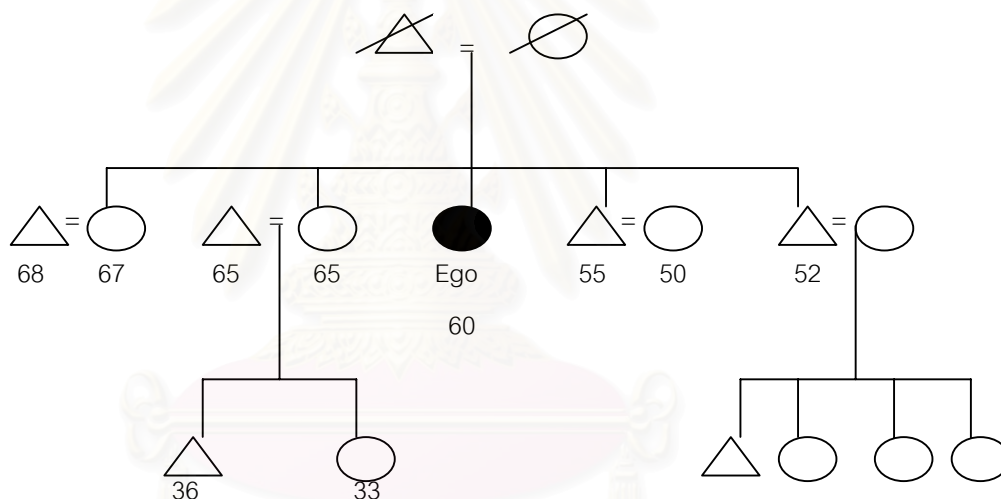 =
= = = =
68 67 65 65 Ego 55 50 52
60
36 33